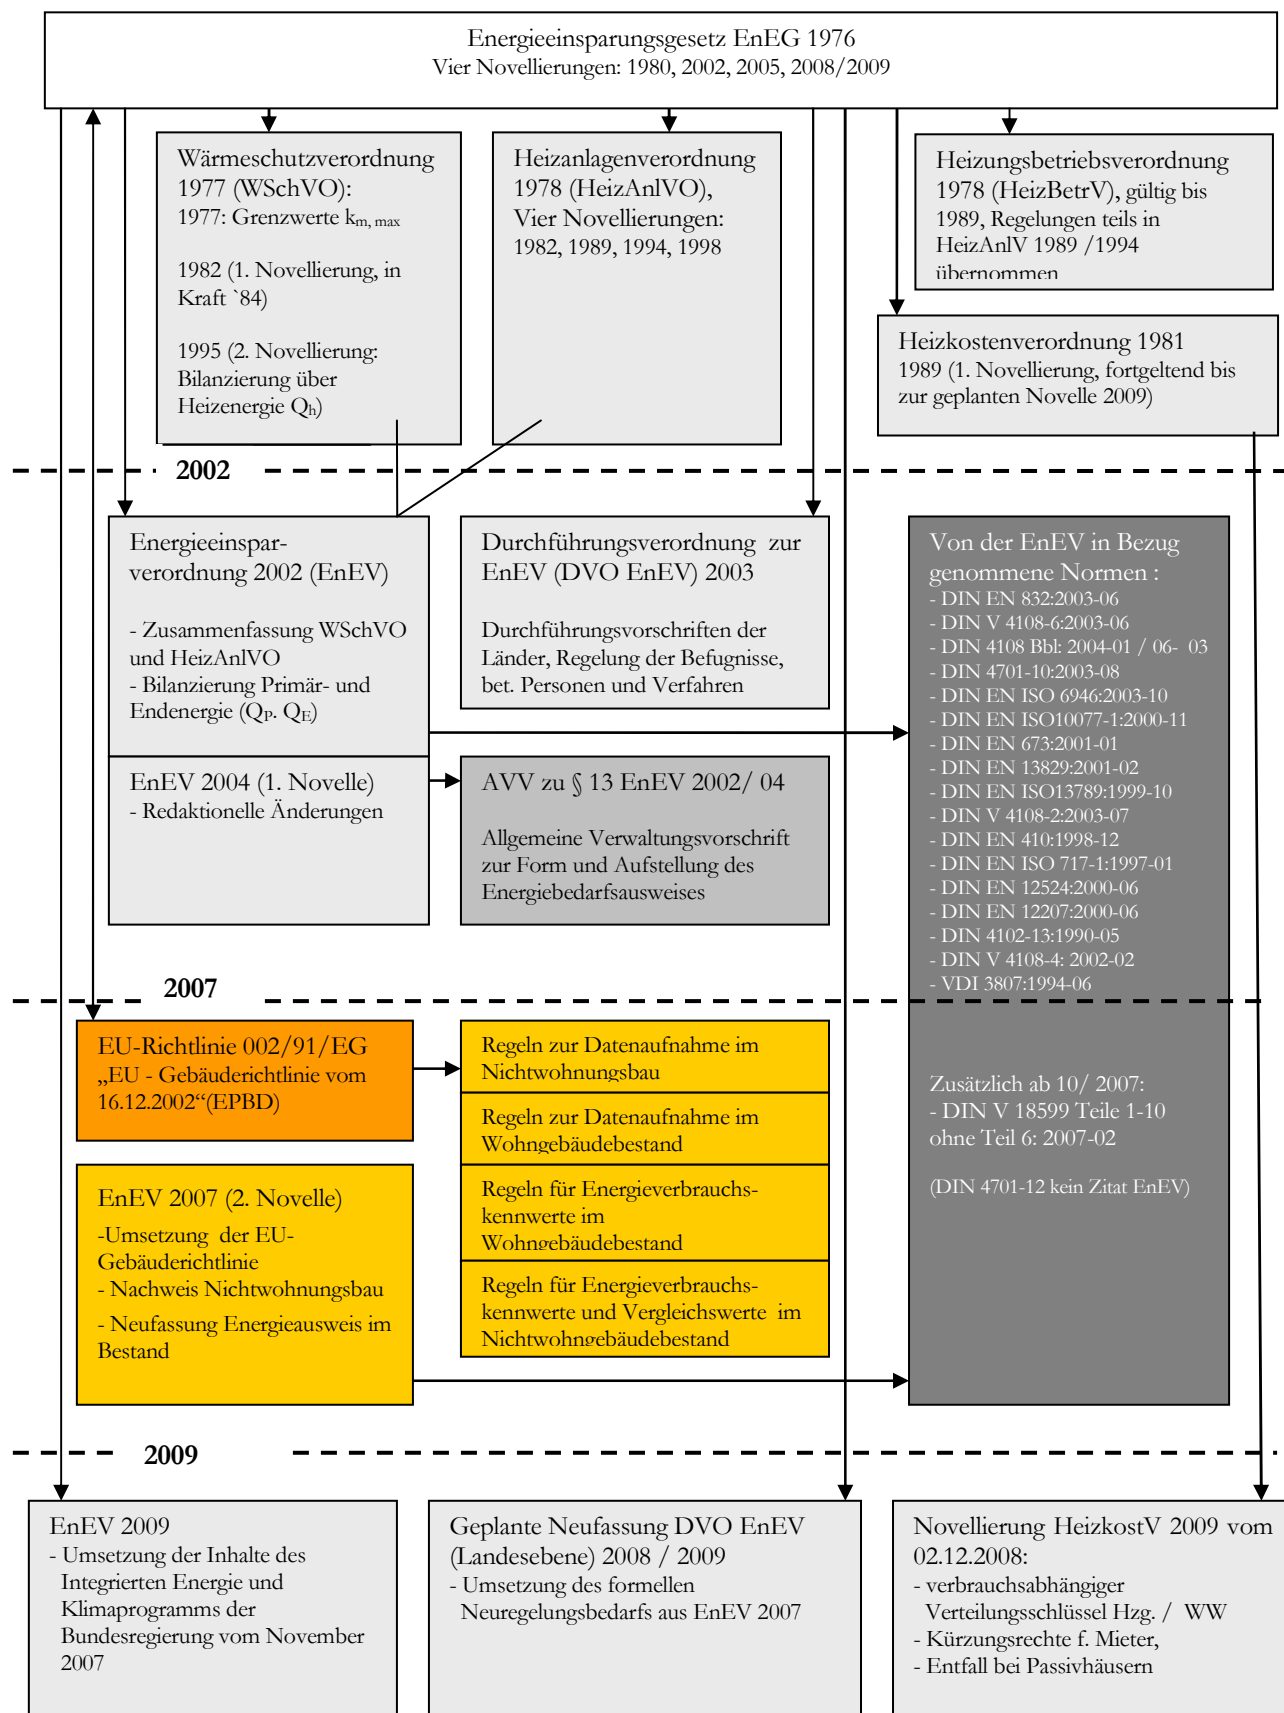 Energieeinsparungsgesetz EnEG 1976
Vier Novellierungen: 1980, 2002, 2005, 2008/2009
Wärmeschutzverordnung
1977 (WSchVO):
1977: Grenzwerte km, max
1982 (1. Novellierung, in
Kraft `84)
1995 (2. Novellierung:
Bilanzierung über
Heizenergie Qh)
Heizanlagenverordnung
1978 (HeizAnlVO),
Vier Novellierungen:
1982, 1989, 1994, 1998
Heizungsbetriebsverordnung
1978 (HeizBetrV), gültig bis
1989, Regelungen teils in
HeizAnlV 1989 /1994
übernommen
Heizkostenverordnung 1981
1989 (1. Novellierung, fortgeltend bis
zur geplanten Novelle 2009)
2002
Energieeinspar-
verordnung 2002 (EnEV)
- Zusammenfassung WSchVO
und HeizAnlVO
- Bilanzierung Primär- und
Endenergie (QP. QE)
EnEV 2004 (1. Novelle)
- Redaktionelle Änderungen
Durchführungsverordnung zur
EnEV (DVO EnEV) 2003
Durchführungsvorschriften der
Länder, Regelung der Befugnisse,
bet. Personen und Verfahren
AVV zu § 13 EnEV 2002/ 04
Allgemeine Verwaltungsvorschrift
zur Form und Aufstellung des
Energiebedarfsausweises
Von der EnEV in Bezug
genommene Normen :
- DIN EN 832:2003-06
- DIN V 4108-6:2003-06
- DIN 4108 Bbl: 2004-01 / 06- 03
- DIN 4701-10:2003-08
- DIN EN ISO 6946:2003-10
- DIN EN ISO10077-1:2000-11
- DIN EN 673:2001-01
- DIN EN 13829:2001-02
- DIN EN ISO13789:1999-10
- DIN V 4108-2:2003-07
- DIN EN 410:1998-12
- DIN EN ISO 717-1:1997-01
- DIN EN 12524:2000-06
- DIN EN 12207:2000-06
- DIN 4102-13:1990-05
- DIN V 4108-4: 2002-02
- VDI 3807:1994-06
Zusätzlich ab 10/ 2007:
- DIN V 18599 Teile 1-10
ohne Teil 6: 2007-02
(DIN 4701-12 kein Zitat EnEV)
2007
EU-Richtlinie 002/91/EG
„EU - Gebäuderichtlinie vom
16.12.2002“(EPBD)
EnEV 2007 (2. Novelle)
-Umsetzung der EU-
Gebäuderichtlinie
- Nachweis Nichtwohnungsbau
- Neufassung Energieausweis im
Bestand
Regeln zur Datenaufnahme im
Nichtwohnungsbau
Regeln zur Datenaufnahme im
Wohngebäudebestand
Regeln für Energieverbrauchs-
kennwerte im
Wohngebäudebestand
Regeln für Energieverbrauchs-
kennwerte und Vergleichswerte im
Nichtwohngebäudebestand
2009
EnEV 2009
- Umsetzung der Inhalte des
Integrierten Energie und
Klimaprogramms der
Bundesregierung vom November
2007
Geplante Neufassung DVO EnEV
(Landesebene) 2008 / 2009
- Umsetzung des formellen
Neuregelungsbedarfs aus EnEV 2007
Novellierung HeizkostV 2009 vom
02.12.2008:
- verbrauchsabhängiger
Verteilungsschlüssel Hzg. / WW
- Kürzungsrechte f. Mieter,
- Entfall bei Passivhäusern